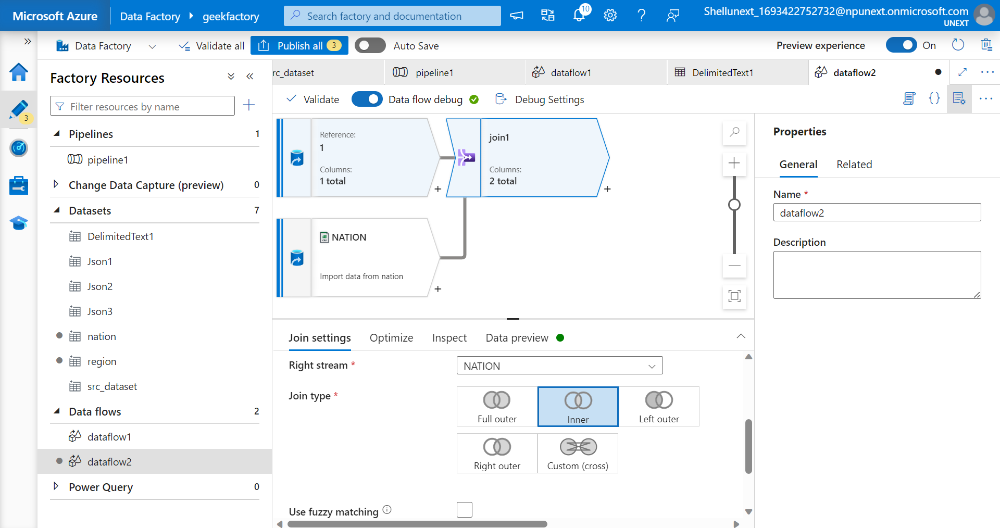 Microsoft Azure
Data Factory
geekfactory
Search factory and documentation
10
Shellunext_1693422752732@npunext.onmicrosoft.com
UNEXT
Data Factory
Validate all
Publish all 3
Auto Save
Preview experience
On
Factory Resources
rc_dataset
pipeline1
dataflow1
DelimitedText1
dataflow2
Filter resources by name
3
Validate
Data flow debug
Debug Settings
Pipelines 1
pipeline1
Change Data Capture (preview) 0
Datasets 7
DelimitedText1
Json1
Json2
Json3
nation
region
src_dataset
Data flows 2
dataflow1
dataflow2
Power Query 0
Reference:
1
Columns:
1 total
+
join1
Columns:
2 total
+
NATION
CSV
Import data from nation
+
Join settings
Optimize
Inspect
Data preview
Right stream *
NATION
Join type *
Full outer
Inner
Left outer
Right outer
Custom (cross)
Use fuzzy matching
Properties
General
Related
Name *
dataflow2
Description